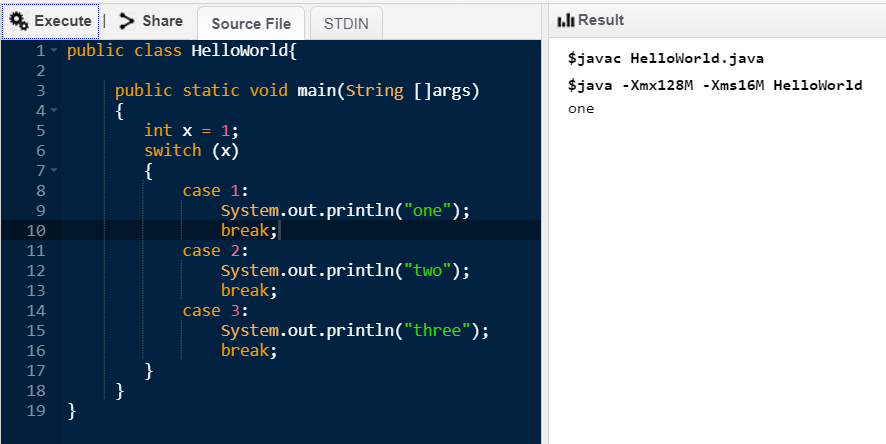 Execute | Share Source File STDIN
1 public class HelloWorld{
2
3 public static void main(String []args)
4 {
5 int x = 1;
6 switch (x)
7 {
8 case 1:
9 System.out.println("one");
10 break;
11 case 2:
12 System.out.println("two");
13 break;
14 case 3:
15 System.out.println("three");
16 break;
17 }
18 }
19 }
Result
$javac HelloWorld.java
$java -Xmx128M -Xms16M HelloWorld
one